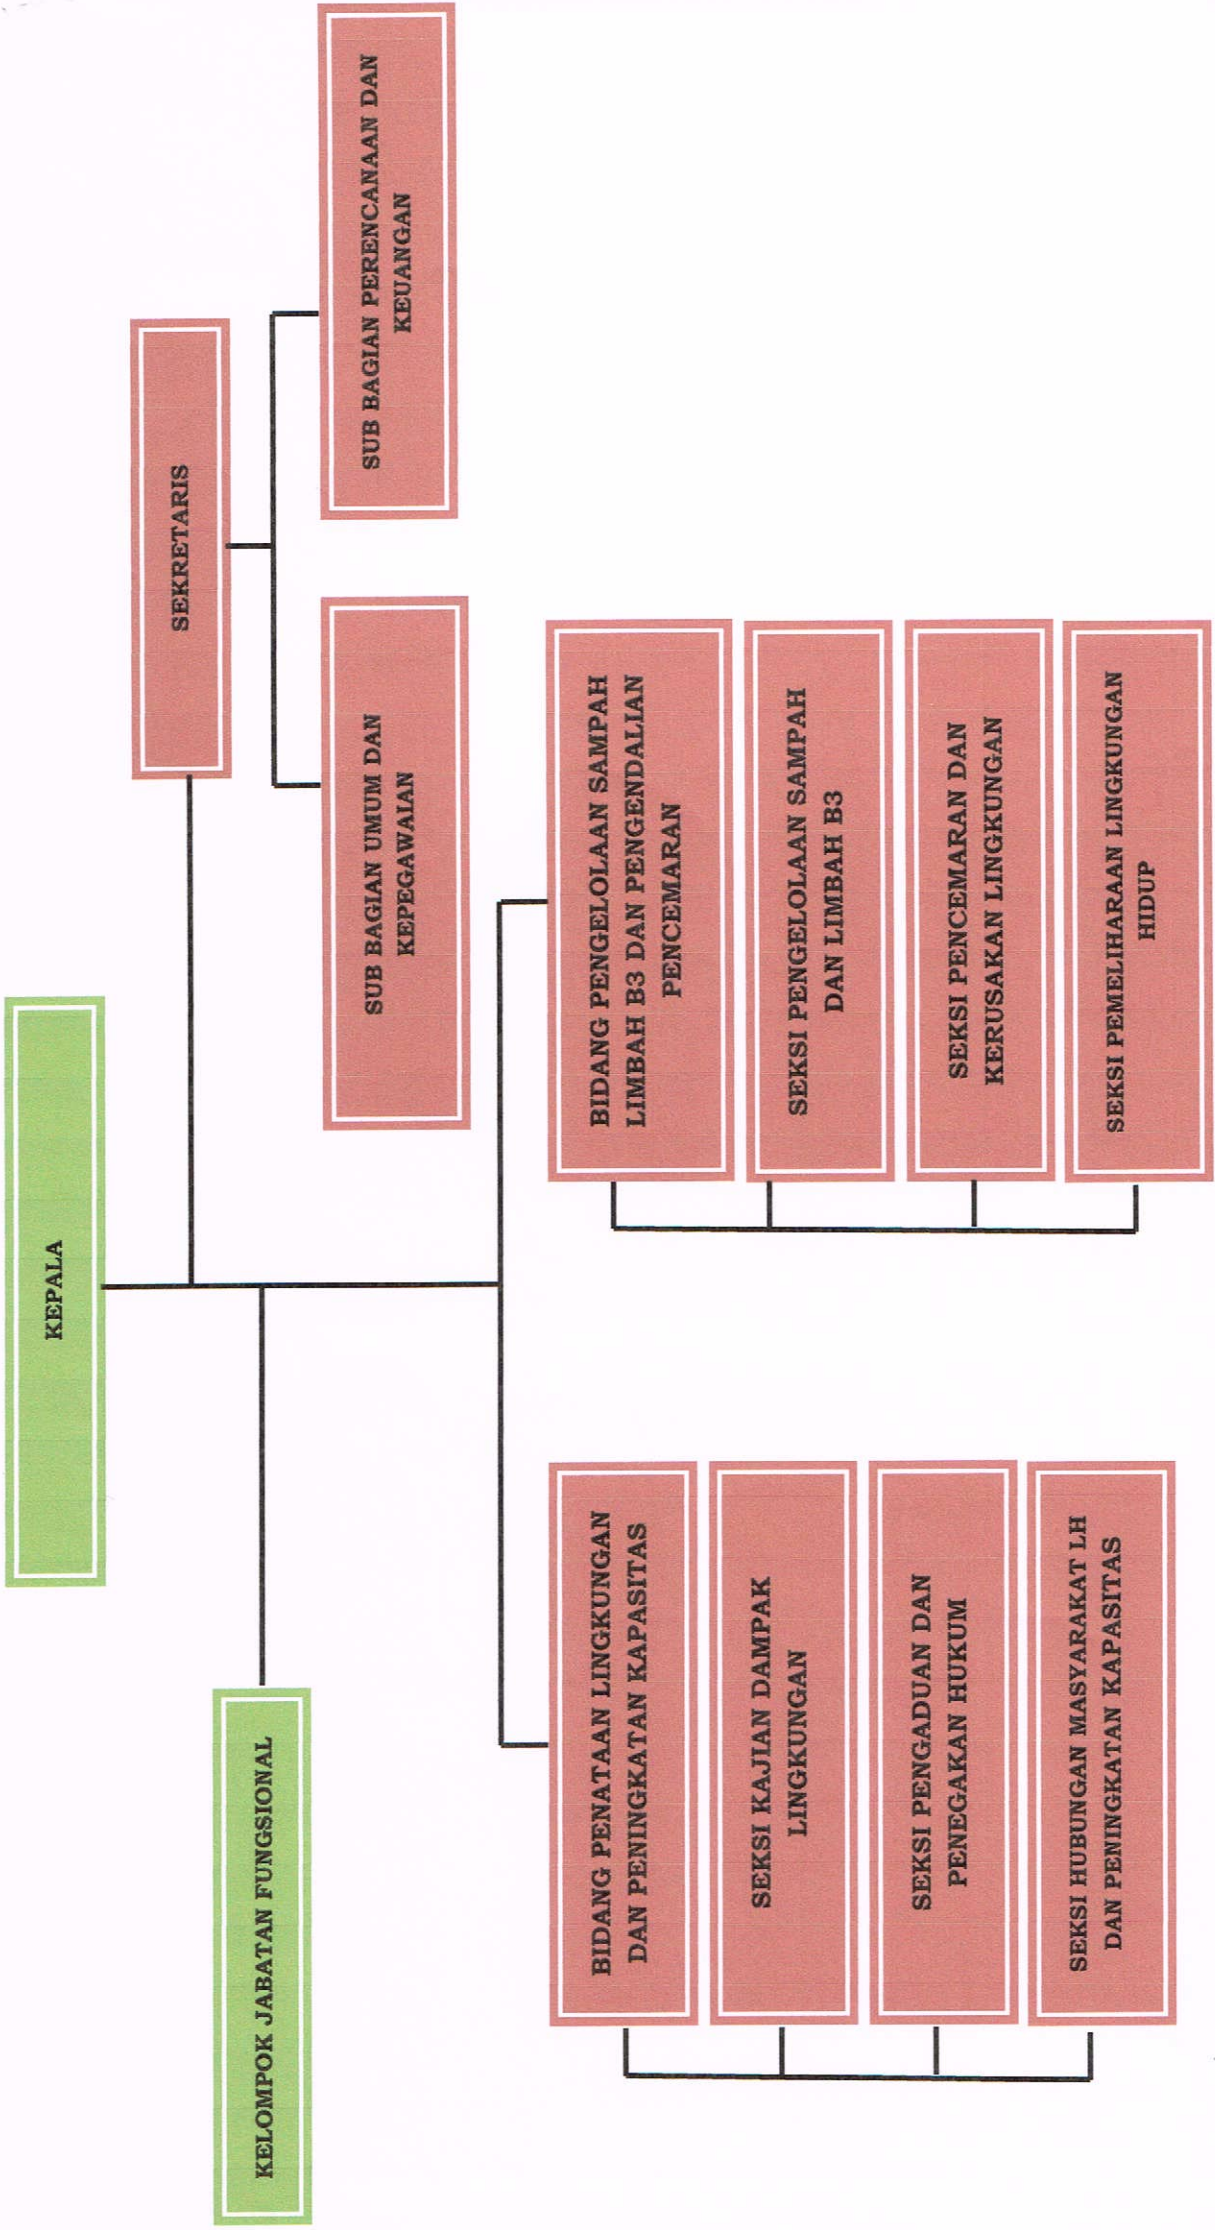 KEPALA
SEKRETARIS
KELOMPOK JABATAN FUNGSIONAL
SUB BAGIAN UMUM DAN
KEPEGAWAIAN
SUB BAGIAN PERENCANAAN DAN
KEUANGAN
BIDANG PENATAAN LINGKUNGAN
DAN PENINGKATAN KAPASITAS
SEKSI KAJIAN DAMPAK
LINGKUNGAN
SEKSI PENGADUAN DAN
PENEGAKAN HUKUM
SEKSI HUBUNGAN MASYARAKAT LH
DAN PENINGKATAN KAPASITAS
BIDANG PENGELOLAAN SAMPAH
LIMBAH B3 DAN PENGENDALIAN
PENCEMARAN
SEKSI PENGELOLAAN SAMPAH
DAN LIMBAH B3
SEKSI PENCEMARAN DAN
KERUSAKAN LINGKUNGAN
SEKSI PEMELIHARAAN LINGKUNGAN
HIDUP